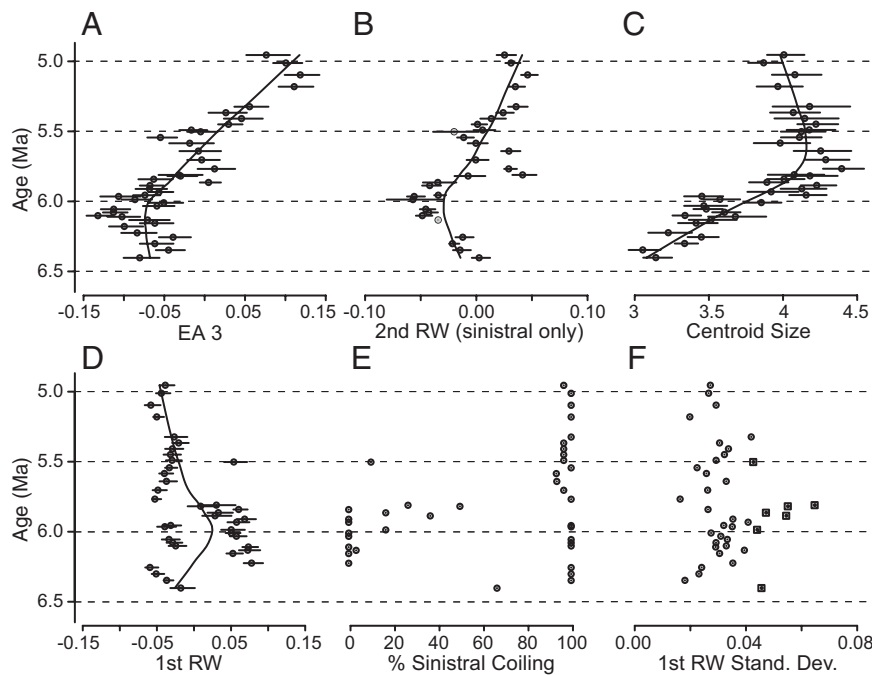 A B C
Age (Ma)
5.0
5.5
6.0
6.5
-0.15 -0.05 0.05 0.15
EA 3
-0.10 0.00 0.10
2nd RW (sinistral only)
3 3.5 4 4.5
Centroid Size
D E F
Age (Ma)
5.0
5.5
6.0
6.5
-0.15 -0.05 0.05 0.15
1st RW
0 20 40 60 80 100
% Sinistral Coiling
0.00 0.04 0.08
1st RW Stand. Dev.